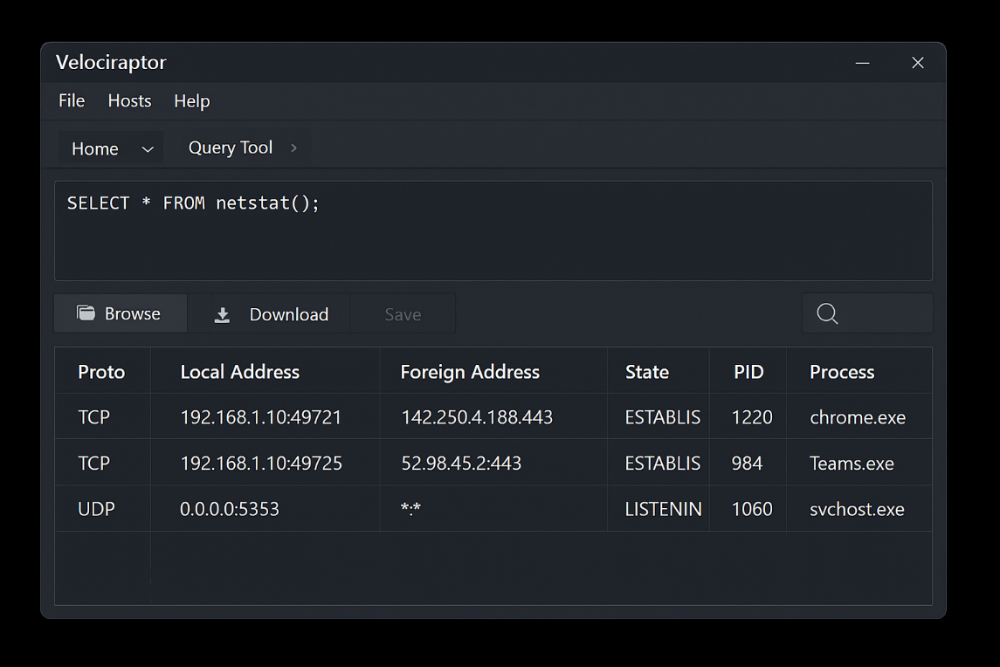 Velociraptor
File Hosts Help
Home Query Tool
SELECT * FROM netstat();
Browse Download Save
Proto Local Address Foreign Address State PID Process
TCP 192.168.1.10:49721 142.250.4.188.443 ESTABLIS 1220 chrome.exe
TCP 192.168.1.10:49725 52.98.45.2:443 ESTABLIS 984 Teams.exe
UDP 0.0.0.0:5353 *:* LISTENIN 1060 svchost.exe